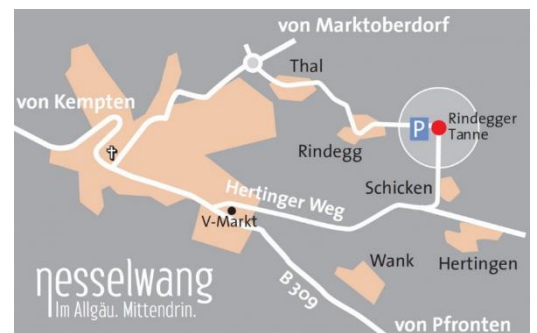 von Marktoberdorf
Thal
von Kempten
P
Rindegger
Tanne
Rindegg
Schicken
Hertinger Weg
V-Markt
Wank
Hertingen
B 309
nesselwang
Im Allgäu. Mittendrin.
von Pfronten